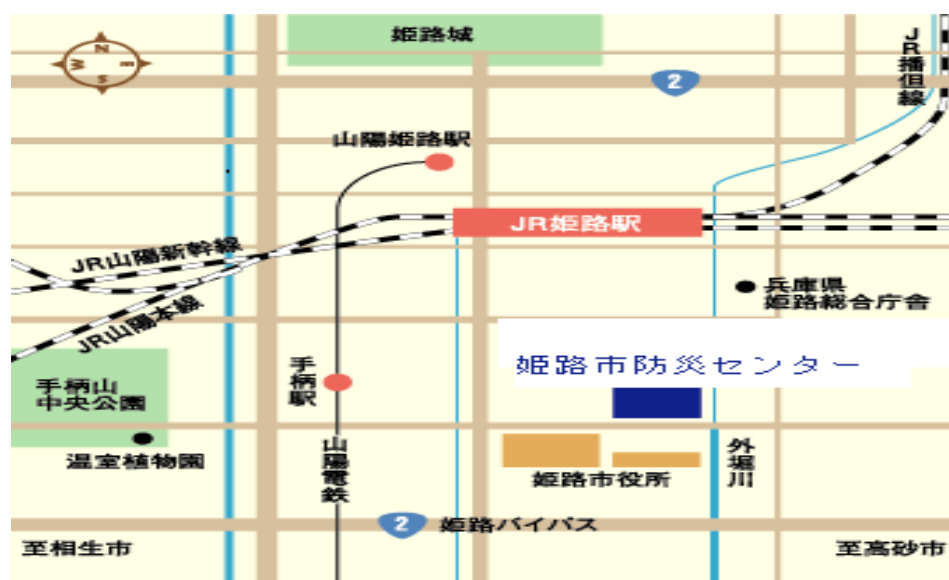 姫路城
N
W
E
S
2
JR播但線
山陽姫路駅
JR姫路駅
JR山陽新幹線
兵庫県
姫路総合庁舎
JR山陽本線
姫路市防災センター
手柄山
中央公園
手柄駅
温室植物園
山陽電鉄
外堀川
姫路市役所
2
姫路バイパス
至相生市
至高砂市